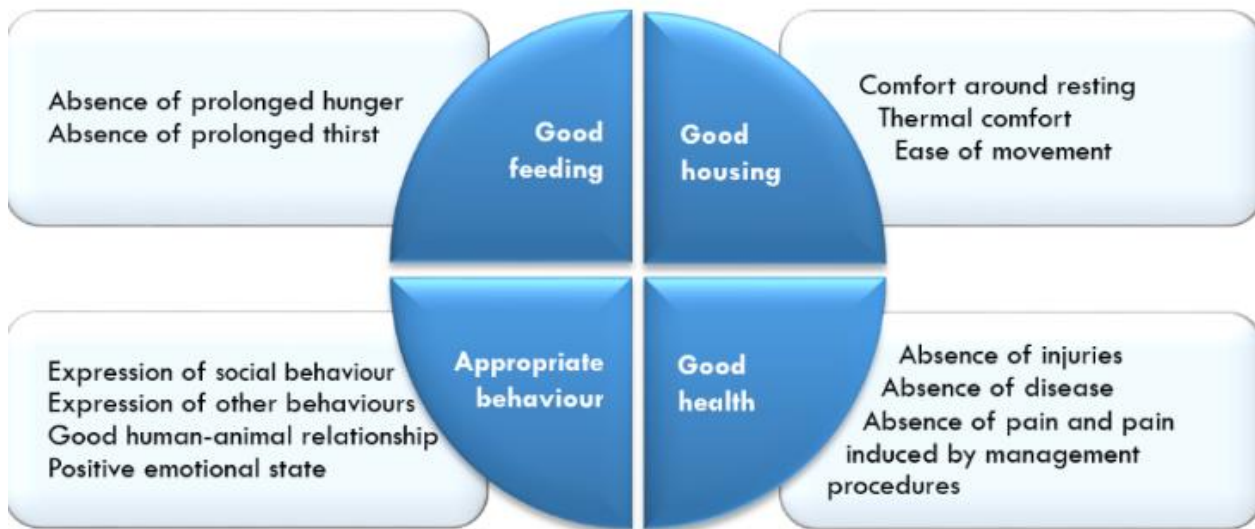 Absence of prolonged hunger
Absence of prolonged thirst
Good
feeding
Good
housing
Comfort around resting
Thermal comfort
Ease of movement
Expression of social behaviour
Expression of other behaviours
Good human-animal relationship
Positive emotional state
Appropriate
behaviour
Good
health
Absence of injuries
Absence of disease
Absence of pain and pain
induced by management
procedures